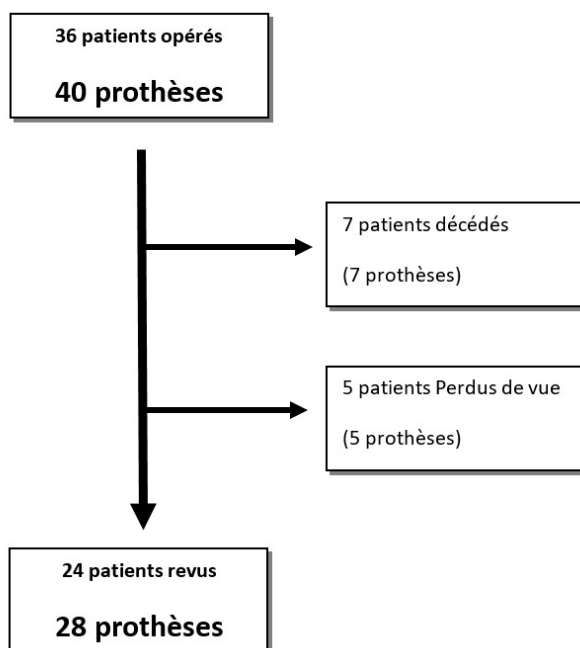 36 patients opérés
40 prothèses
7 patients décédés
(7 prothèses)
5 patients Perdus de vue
(5 prothèses)
24 patients revus
28 prothèses